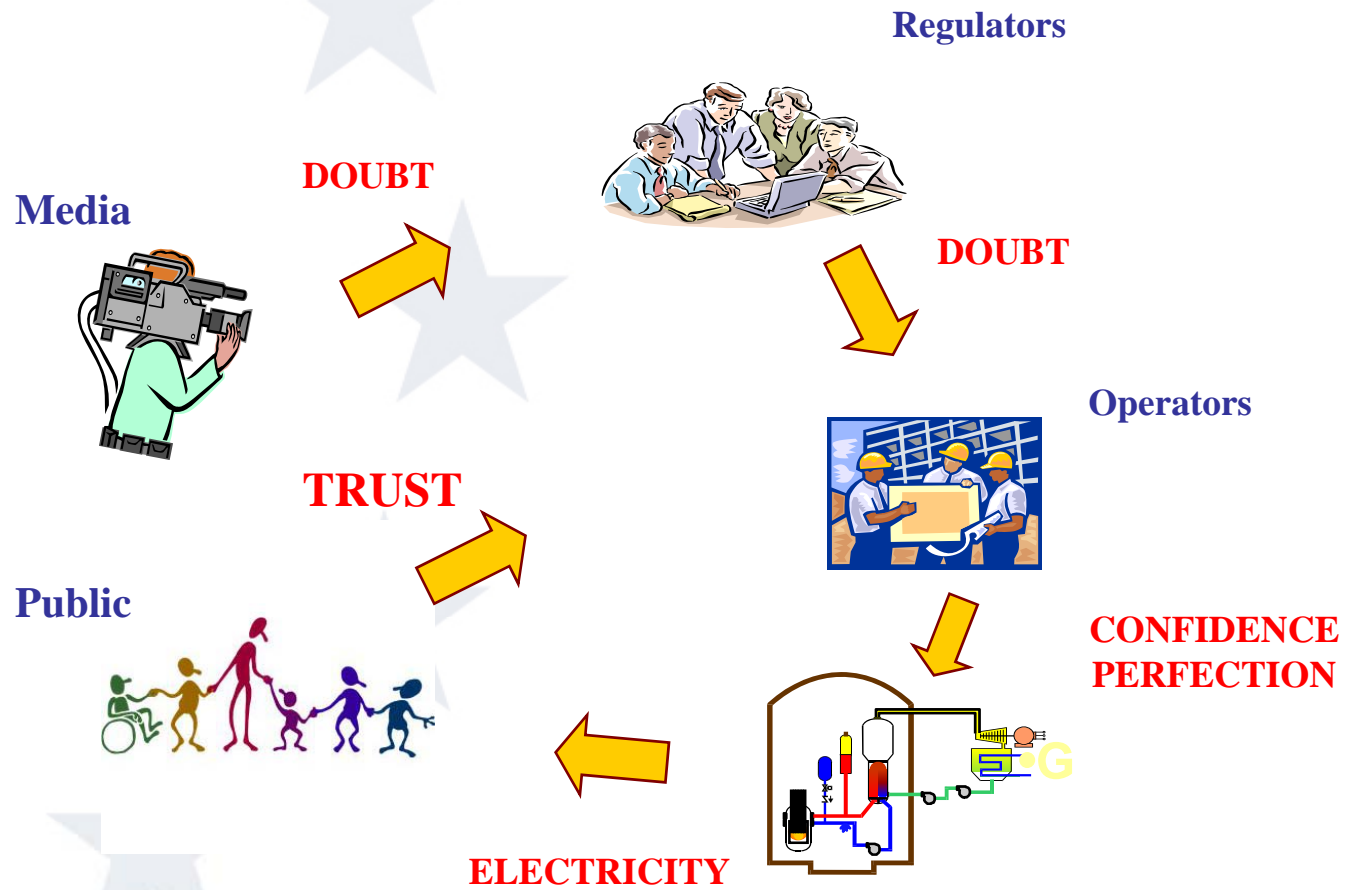 Regulators
DOUBT
Media
DOUBT
Operators
TRUST
Public
CONFIDENCE
PERFECTION
G
ELECTRICITY